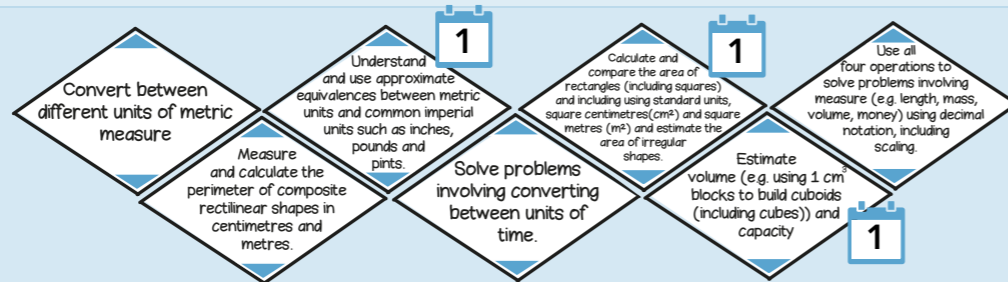 Convert between
different units of metric
measure
Measure
and calculate the
perimeter of composite
rectilinear shapes in
centimetres and
metres.
1
Understand
and use approximate
equivalences between metric
units and common imperial
units such as inches,
pounds and
pints.
Solve problems
involving converting
between units of
time.
1
Calculate and
compare the area of
rectangles (including squares)
and including using standard units,
square centimetres(cm²) and square
metres (m²) and estimate the
area of irregular
shapes.
Estimate
volume (e.g. using 1 cm³
blocks to build cuboids
(including cubes)) and
capacity
1
Use all
four operations to
solve problems involving
measure (e.g. length, mass,
volume, money) using decimal
notation, including
scaling.